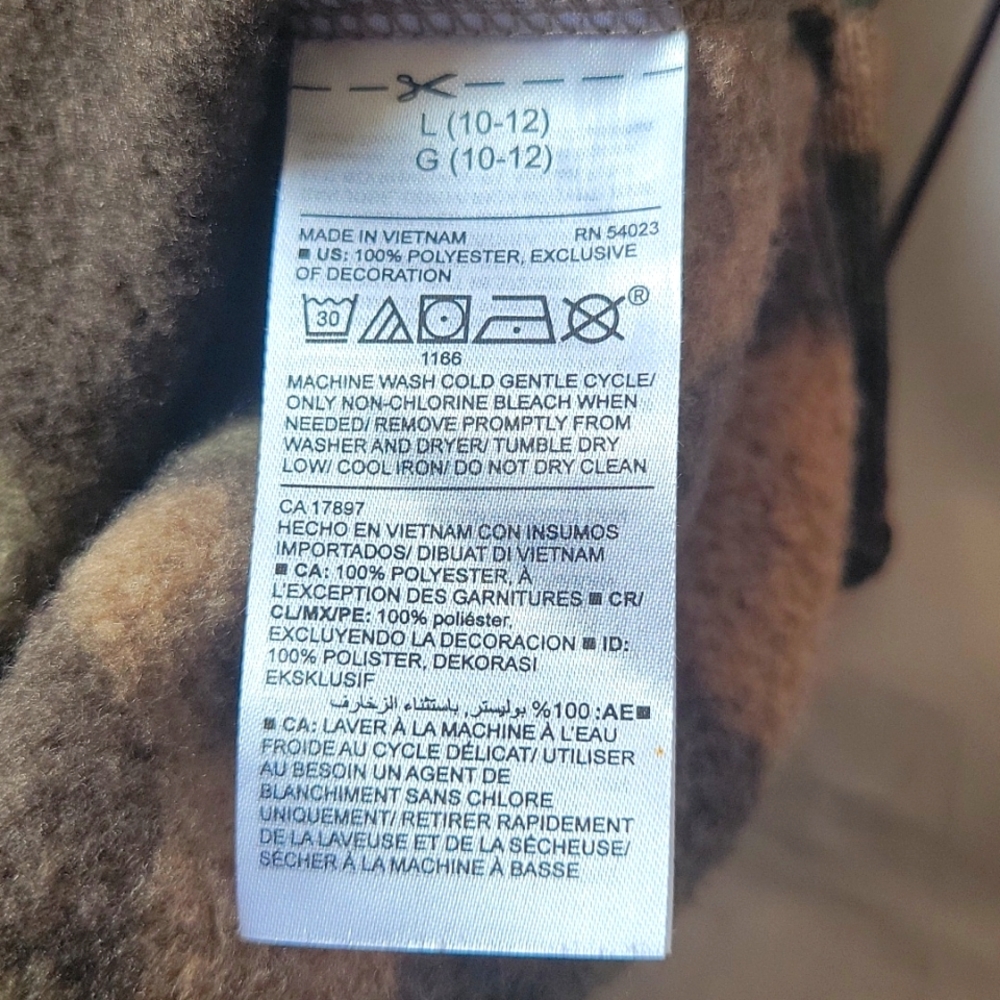 L (10-12)
G (10-12)
MADE IN VIETNAM RN 54023
■ US: 100% POLYESTER, EXCLUSIVE
OF DECORATION
30 ®
1166
MACHINE WASH COLD GENTLE CYCLE/
ONLY NON-CHLORINE BLEACH WHEN
NEEDED/ REMOVE PROMPTLY FROM
WASHER AND DRYER/ TUMBLE DRY
LOW/ COOL IRON/ DO NOT DRY CLEAN
CA 17897
HECHO EN VIETNAM CON INSUMOS
IMPORTADOS/ DIBUAT DI VIETNAM
■ CA: 100% POLYESTER, À
L'EXCEPTION DES GARNITURES ■ CR/
CL/MX/PE: 100% poliéster,
EXCLUYENDO LA DECORACION ■ ID:
100% POLISTER, DEKORASI
EKSKLUSIF
■AE: 100% بوليستر, باستثناء الزخارف
■ CA: LAVER À LA MACHINE À L'EAU
FROIDE AU CYCLE DÉLICAT/ UTILISER
AU BESOIN UN AGENT DE
BLANCHIMENT SANS CHLORE
UNIQUEMENT/ RETIRER RAPIDEMENT
DE LA LAVEUSE ET DE LA SÉCHEUSE/
SÉCHER À LA MACHINE À BASSE